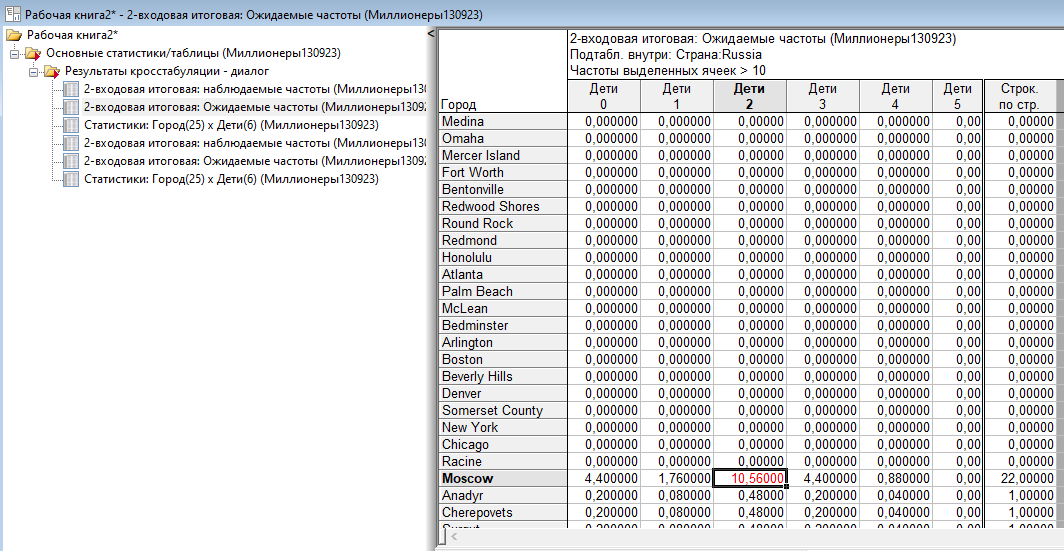 Рабочая книга2* - 2-входовая итоговая: Ожидаемые частоты (Миллионеры130923)
Рабочая книга2*
Основные статистики/таблицы (Миллионеры130923)
Результаты кросстабуляции - диалог
2-входовая итоговая: наблюдаемые частоты (Миллионеры130
2-входовая итоговая: Ожидаемые частоты (Миллионеры13092
Статистики: Город(25) x Дети(6) (Миллионеры130923)
2-входовая итоговая: наблюдаемые частоты (Миллионеры130
2-входовая итоговая: Ожидаемые частоты (Миллионеры13092
Статистики: Город(25) x Дети(6) (Миллионеры130923)
2-входовая итоговая: Ожидаемые частоты (Миллионеры130923)
Подтабл. внутри: Страна:Russia
Частоты выделенных ячеек > 10
Город Дети 0 Дети 1 Дети 2 Дети 3 Дети 4 Дети 5 Строк. по стр.
Medina 0,000000 0,000000 0,00000 0,000000 0,000000 0,00 0,00000
Omaha 0,000000 0,000000 0,00000 0,000000 0,000000 0,00 0,00000
Mercer Island 0,000000 0,000000 0,00000 0,000000 0,000000 0,00 0,00000
Fort Worth 0,000000 0,000000 0,00000 0,000000 0,000000 0,00 0,00000
Bentonville 0,000000 0,000000 0,00000 0,000000 0,000000 0,00 0,00000
Redwood Shores 0,000000 0,000000 0,00000 0,000000 0,000000 0,00 0,00000
Round Rock 0,000000 0,000000 0,00000 0,000000 0,000000 0,00 0,00000
Redmond 0,000000 0,000000 0,00000 0,000000 0,000000 0,00 0,00000
Honolulu 0,000000 0,000000 0,00000 0,000000 0,000000 0,00 0,00000
Atlanta 0,000000 0,000000 0,00000 0,000000 0,000000 0,00 0,00000
Palm Beach 0,000000 0,000000 0,00000 0,000000 0,000000 0,00 0,00000
McLean 0,000000 0,000000 0,00000 0,000000 0,000000 0,00 0,00000
Bedminster 0,000000 0,000000 0,00000 0,000000 0,000000 0,00 0,00000
Arlington 0,000000 0,000000 0,00000 0,000000 0,000000 0,00 0,00000
Boston 0,000000 0,000000 0,00000 0,000000 0,000000 0,00 0,00000
Beverly Hills 0,000000 0,000000 0,00000 0,000000 0,000000 0,00 0,00000
Denver 0,000000 0,000000 0,00000 0,000000 0,000000 0,00 0,00000
Somerset County 0,000000 0,000000 0,00000 0,000000 0,000000 0,00 0,00000
New York 0,000000 0,000000 0,00000 0,000000 0,000000 0,00 0,00000
Chicago 0,000000 0,000000 0,00000 0,000000 0,000000 0,00 0,00000
Racine 0,000000 0,000000 0,00000 0,000000 0,000000 0,00 0,00000
Moscow 4,400000 1,760000 10,56000 4,400000 0,880000 0,00 22,00000
Anadyr 0,200000 0,080000 0,48000 0,200000 0,040000 0,00 1,00000
Cherepovets 0,200000 0,080000 0,48000 0,200000 0,040000 0,00 1,00000